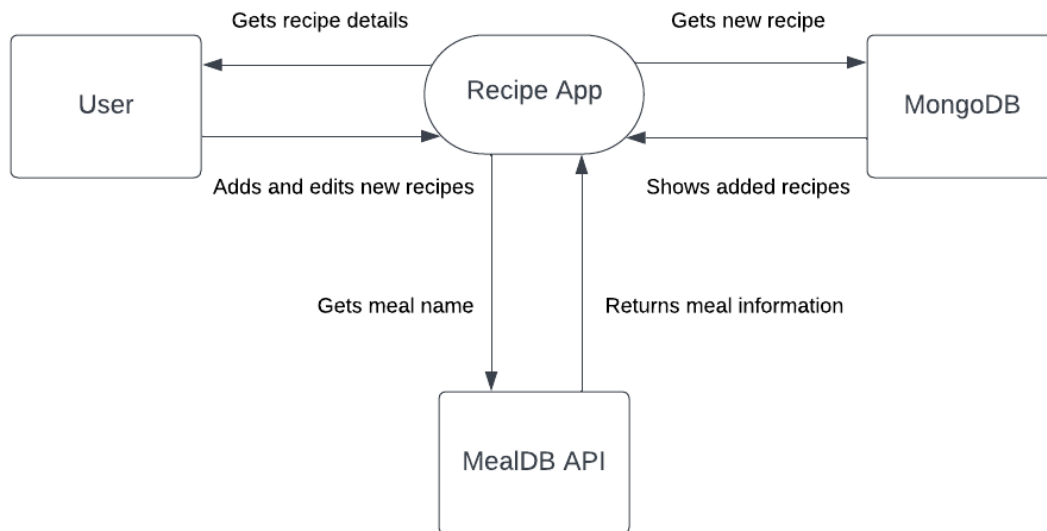 Gets recipe details
Gets new recipe
User
Recipe App
MongoDB
Adds and edits new recipes
Shows added recipes
Gets meal name
Returns meal information
MealDB API